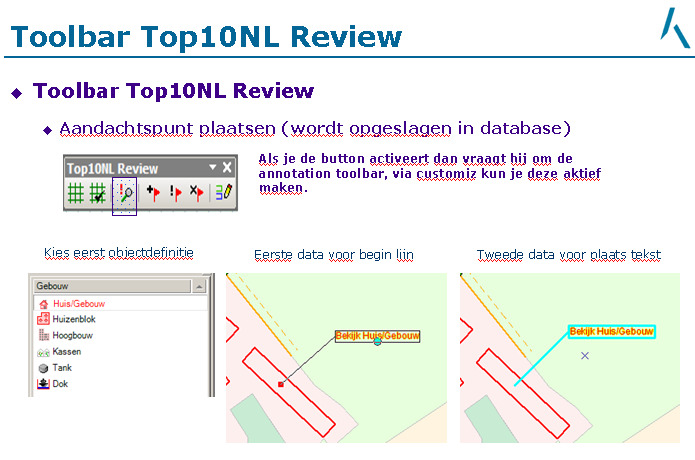 Toolbar Top10NL Review
Toolbar Top10NL Review
Aandachtspunt plaatsen (wordt opgeslagen in database)
Top10NL Review
Als je de button activeert dan vraagt hij om de
annotation toolbar, via customiz kun je deze aktief
maken.
Kies eerst objectdefinitie
Eerste data voor begin lijn
Tweede data voor plaats tekst
Gebouw
Huis/Gebouw
Huizenblok
Hoogbouw
Kassen
Tank
Dok
Bekijk Huis/Gebouw
Bekijk Huis/Gebouw